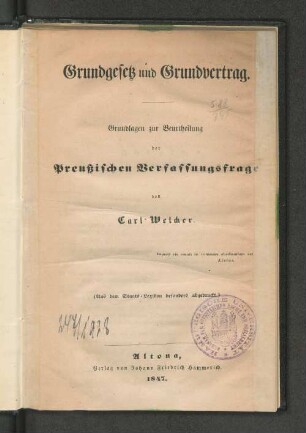 Grundgesetz und Grundvertrag.
Grundlagen zur Beurtheilung
der
Preußischen Verfassungsfrage
von
Carl Welcker.
(Aus dem Staats-Lexikon besonders abgedruckt.)
Altona,
Verlag von Johann Friedrich Hammerich.
1847.